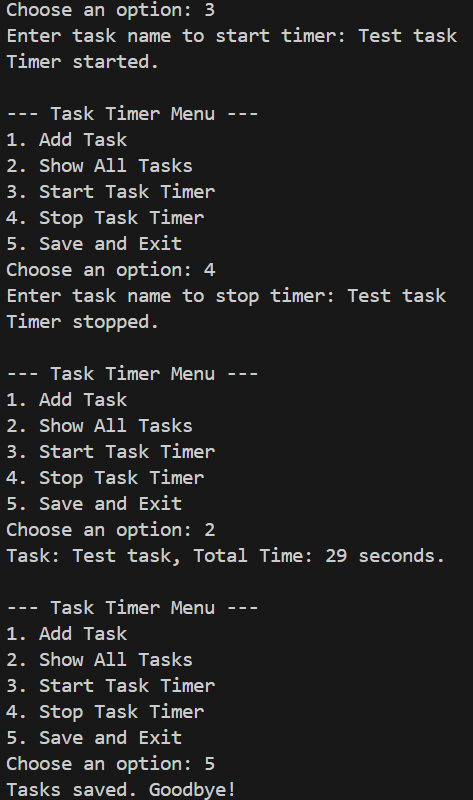 Choose an option: 3
Enter task name to start timer: Test task
Timer started.

--- Task Timer Menu ---
1. Add Task
2. Show All Tasks
3. Start Task Timer
4. Stop Task Timer
5. Save and Exit
Choose an option: 4
Enter task name to stop timer: Test task
Timer stopped.

--- Task Timer Menu ---
1. Add Task
2. Show All Tasks
3. Start Task Timer
4. Stop Task Timer
5. Save and Exit
Choose an option: 2
Task: Test task, Total Time: 29 seconds.

--- Task Timer Menu ---
1. Add Task
2. Show All Tasks
3. Start Task Timer
4. Stop Task Timer
5. Save and Exit
Choose an option: 5
Tasks saved. Goodbye!